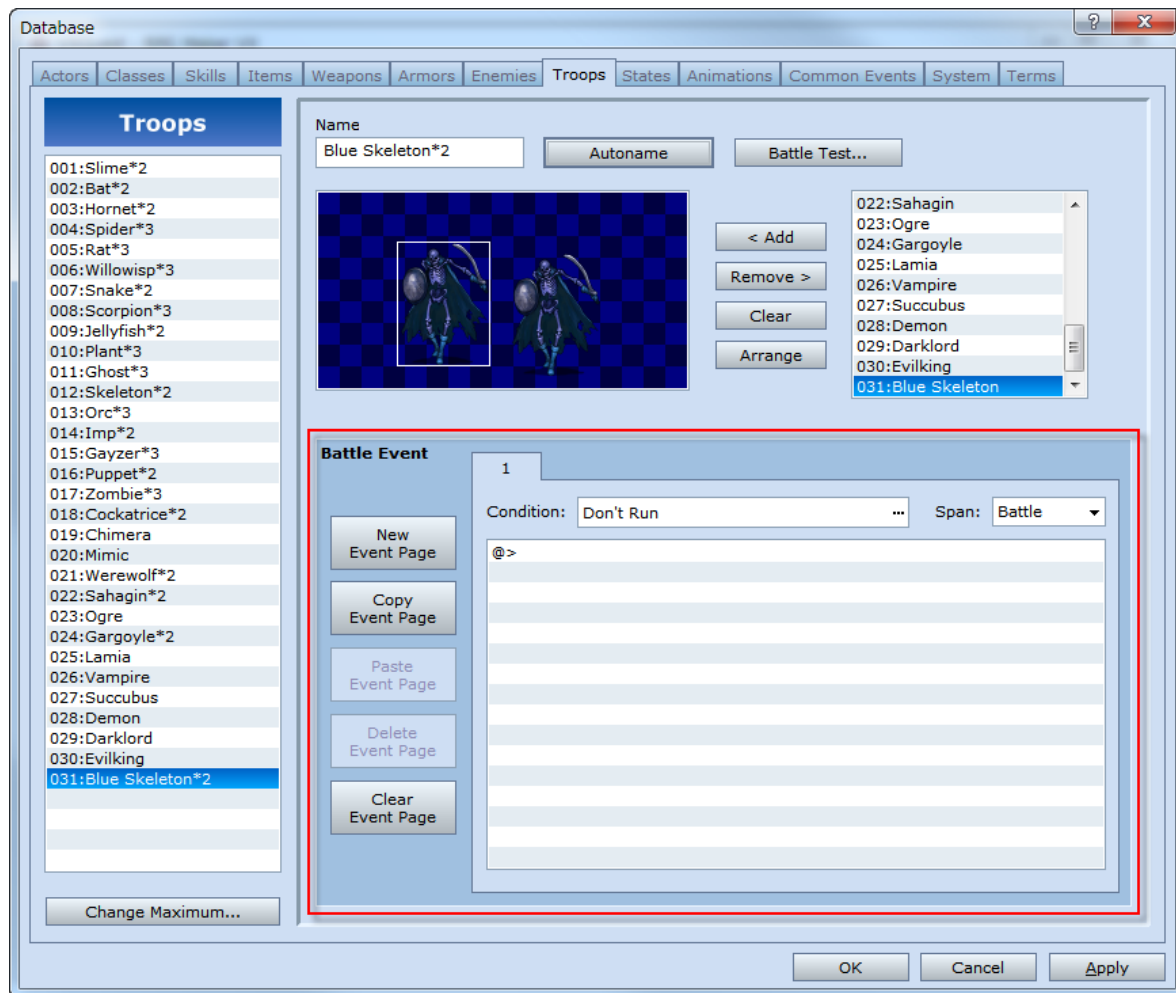 Database
Actors Classes Skills Items Weapons Armors Enemies Troops States Animations Common Events System Terms
Troops
001:Slime*2
002:Bat*2
003:Hornet*2
004:Spider*3
005:Rat*3
006:Willowisp*3
007:Snake*2
008:Scorpion*3
009:Jellyfish*2
010:Plant*3
011:Ghost*3
012:Skeleton*2
013:Orc*3
014:Imp*2
015:Gayzer*3
016:Puppet*2
017:Zombie*3
018:Cockatrice*2
019:Chimera
020:Mimic
021:Werewolf*2
022:Sahagin*2
023:Ogre
024:Gargoyle*2
025:Lamia
026:Vampire
027:Succubus
028:Demon
029:Darklord
030:Evilking
031:Blue Skeleton*2
Change Maximum...
Name
Blue Skeleton*2
Autoname
Battle Test...
< Add
Remove >
Clear
Arrange
022:Sahagin
023:Ogre
024:Gargoyle
025:Lamia
026:Vampire
027:Succubus
028:Demon
029:Darklord
030:Evilking
031:Blue Skeleton
Battle Event
1
New
Event Page
Copy
Event Page
Paste
Event Page
Delete
Event Page
Clear
Event Page
Condition: Don't Run ... Span: Battle
@>
OK Cancel Apply